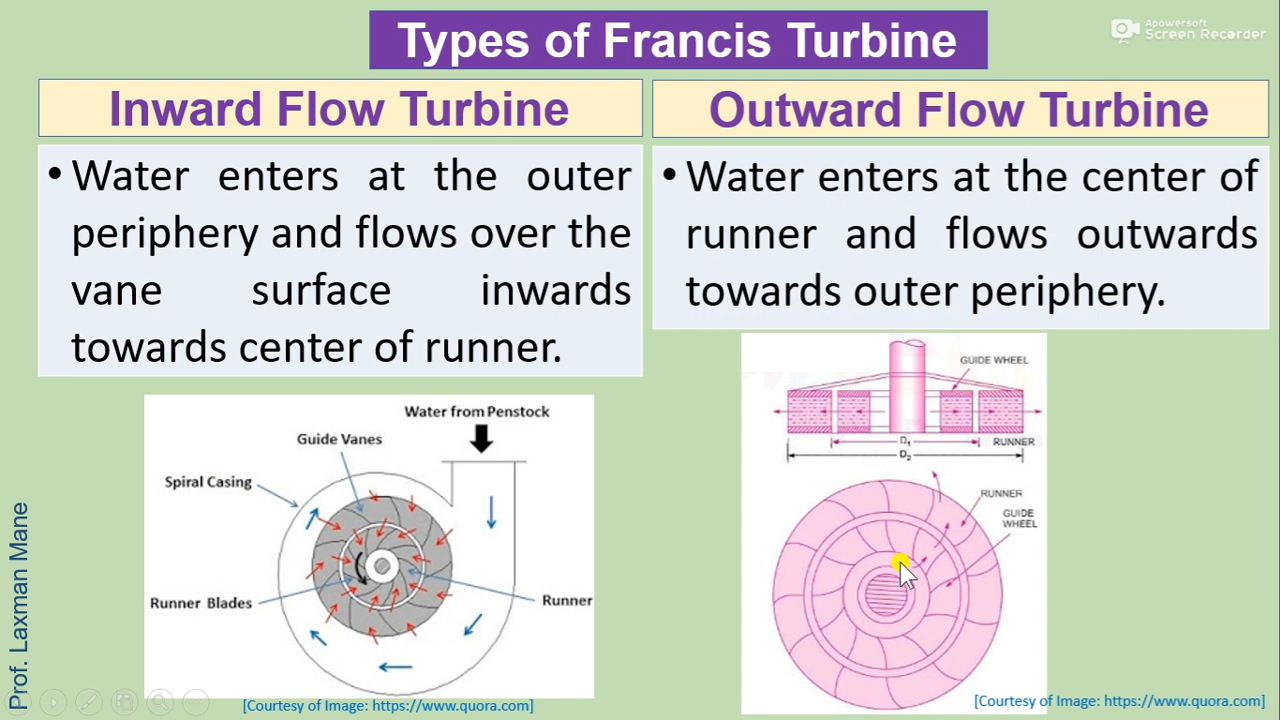 Types of Francis Turbine
Apowersoft
Screen Recorder
Inward Flow Turbine
• Water enters at the outer
periphery and flows over the
vane surface inwards
towards center of runner.
Water from Penstock
Guide Vanes
Spiral Casing
Runner Blades
Runner
[Courtesy of Image: https://www.quora.com]
Outward Flow Turbine
• Water enters at the center of
runner and flows outwards
towards outer periphery.
GUIDE WHEEL
D1
RUNNER
D2
RUNNER
GUIDE
WHEEL
[Courtesy of Image: https://www.quora.com]
Prof. Laxman Mane